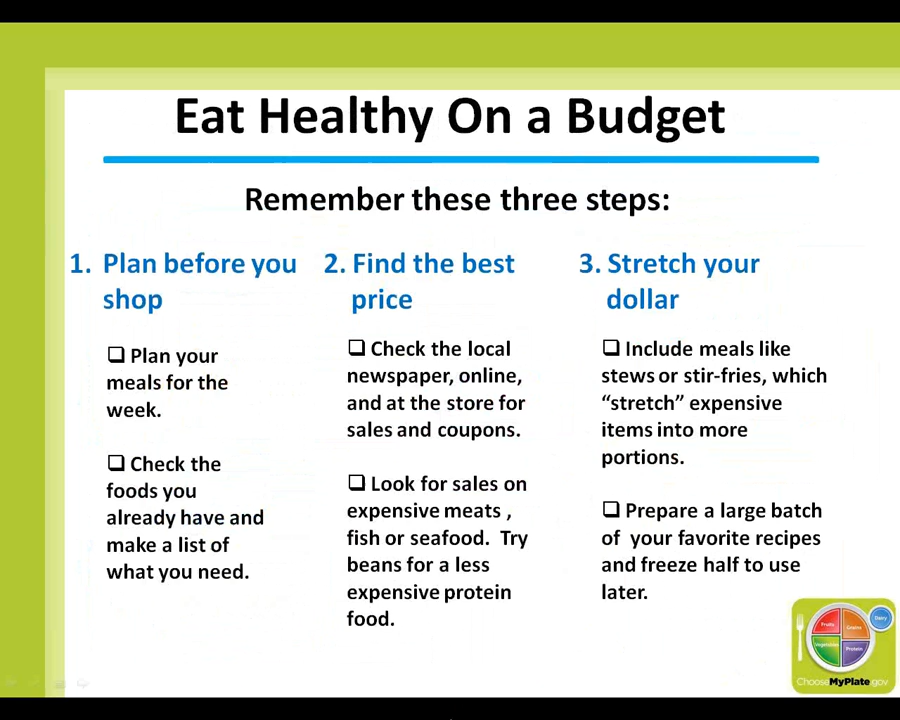 Eat Healthy On a Budget
Remember these three steps:
1. Plan before you
shop
❑ Plan your
meals for the
week.
❑ Check the
foods you
already have and
make a list of
what you need.
2. Find the best
price
❑ Check the local
newspaper, online,
and at the store for
sales and coupons.
❑ Look for sales on
expensive meats ,
fish or seafood. Try
beans for a less
expensive protein
food.
3. Stretch your
dollar
❑ Include meals like
stews or stir-fries, which
“stretch” expensive
items into more
portions.
❑ Prepare a large batch
of your favorite recipes
and freeze half to use
later.
Fruits
Grains
Dairy
Vegetables
Protein
ChooseMyPlate.gov